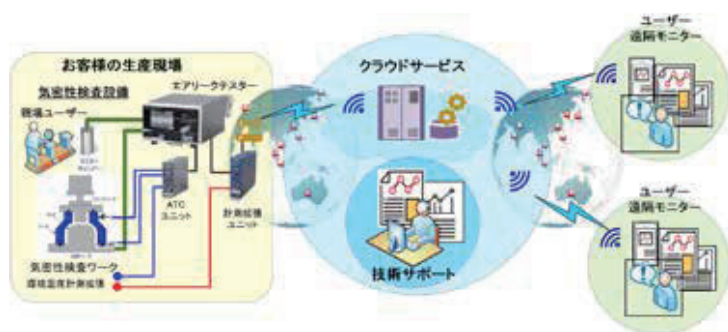 お客様の生産現場
気密性検査設備
エアリークテスター
現場ユーザー
ATC
ユニット
計測拡張
ユニット
気密性検査ワーク
環境温度計測拡張
クラウドサービス
技術サポート
ユーザー
遠隔モニター
ユーザー
遠隔モニター